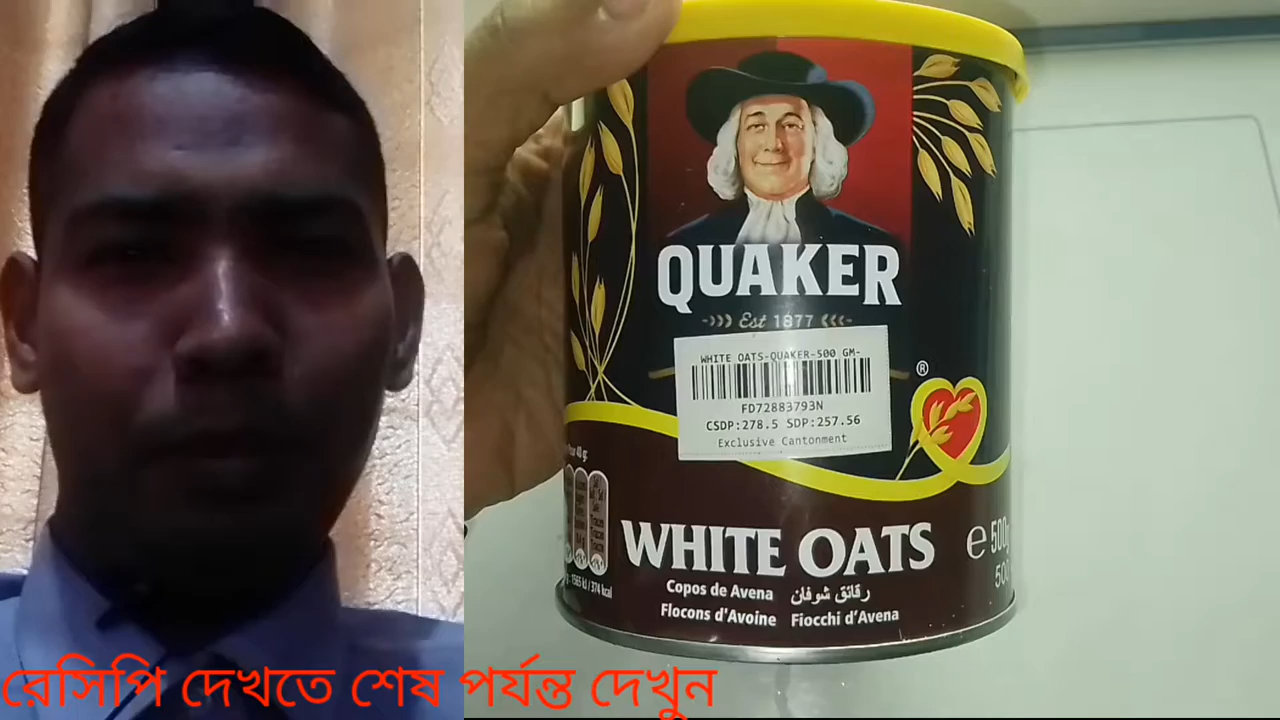 QUAKER
Est 1877
WHITE OATS-QUAKER-500 GM-
FD72883793N
CSDP:278.5 SDP:257.56
Exclusive Cantonment
®
WHITE OATS
e 500g
Copos de Avena رقائق شوفان
Flocons d'Avoine Fiocchi d'Avena
রেসিপি দেখতে শেষ পর্যন্ত দেখুন